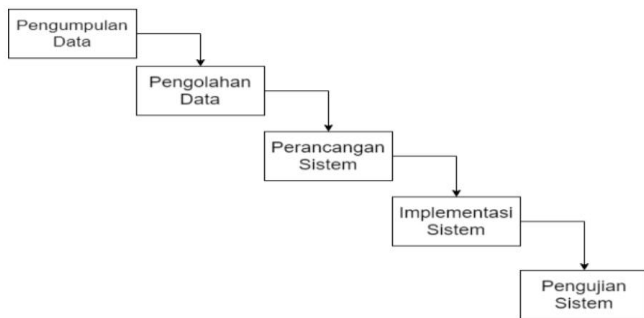 Pengumpulan
Data
Pengolahan
Data
Perancangan
Sistem
Implementasi
Sistem
Pengujian
Sistem